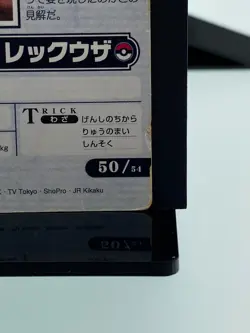 見解だ。
レックウザ
TRICK
わざ
げんしのちから
りゅうのまい
しんそく
kg
50/54
TV Tokyo · ShoPro · JR Kikaku